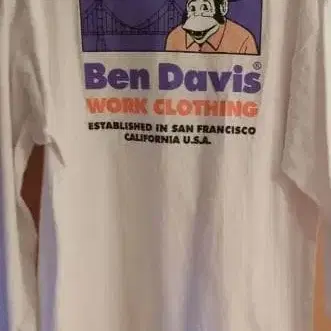 Ben Davis®
WORK CLOTHING
ESTABLISHED IN SAN FRANCISCO
CALIFORNIA U.S.A.